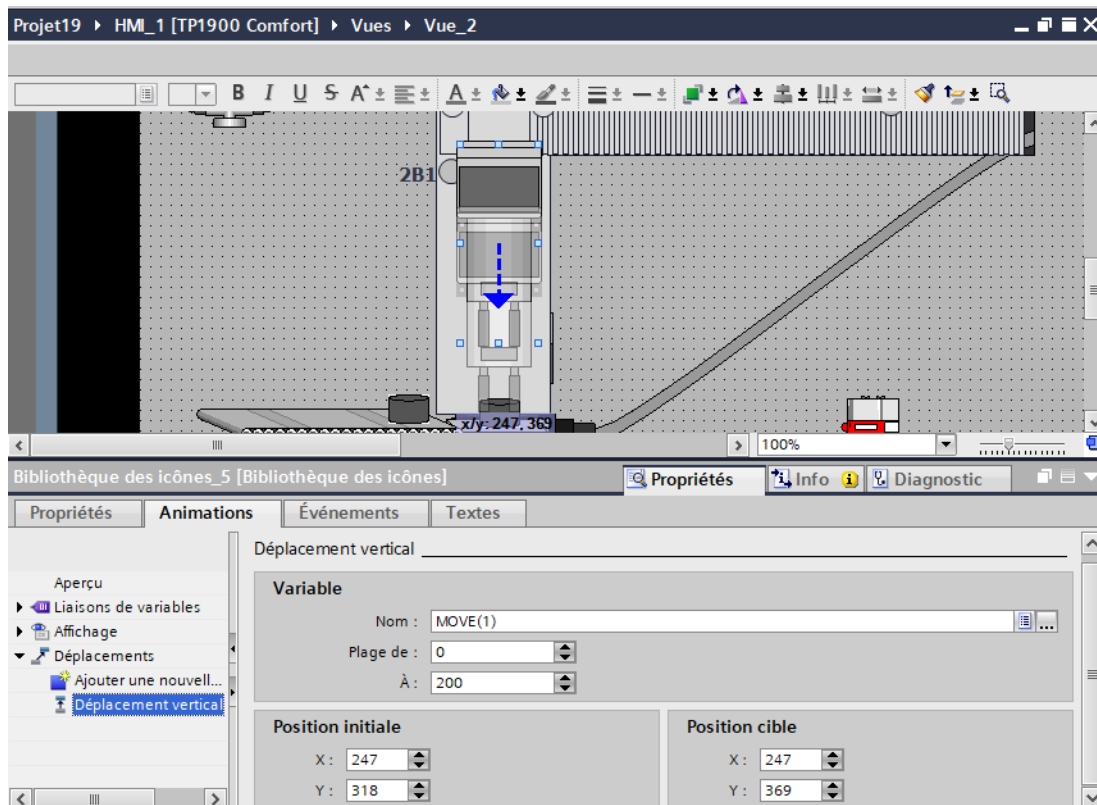 Projet19 ▸ HMI_1 [TP1900 Comfort] ▸ Vues ▸ Vue_2
B I U S A A
2B1
x/y: 247, 369
100%
Bibliothèque des icônes_5 [Bibliothèque des icônes]
Propriétés Info Diagnostic
Propriétés Animations Événements Textes
Déplacement vertical
Aperçu
Liaisons de variables
Affichage
Déplacements
Ajouter une nouvell...
Déplacement vertical
Variable
Nom : MOVE(1)
Plage de : 0
À : 200
Position initiale
X : 247
Y : 318
Position cible
X : 247
Y : 369